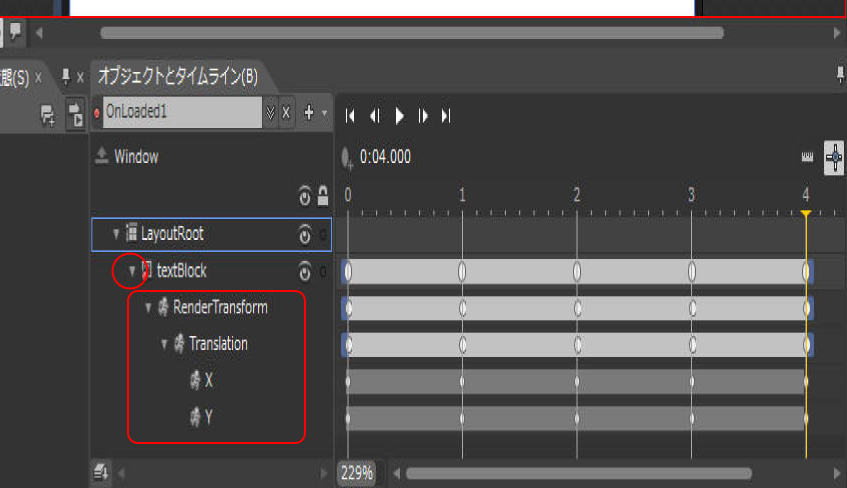 態(S) × × オブジェクトとタイムライン(B)
OnLoaded1 ×
Window 0:04.000
0 1 2 3 4
LayoutRoot
textBlock
RenderTransform
Translation
X
Y
229%